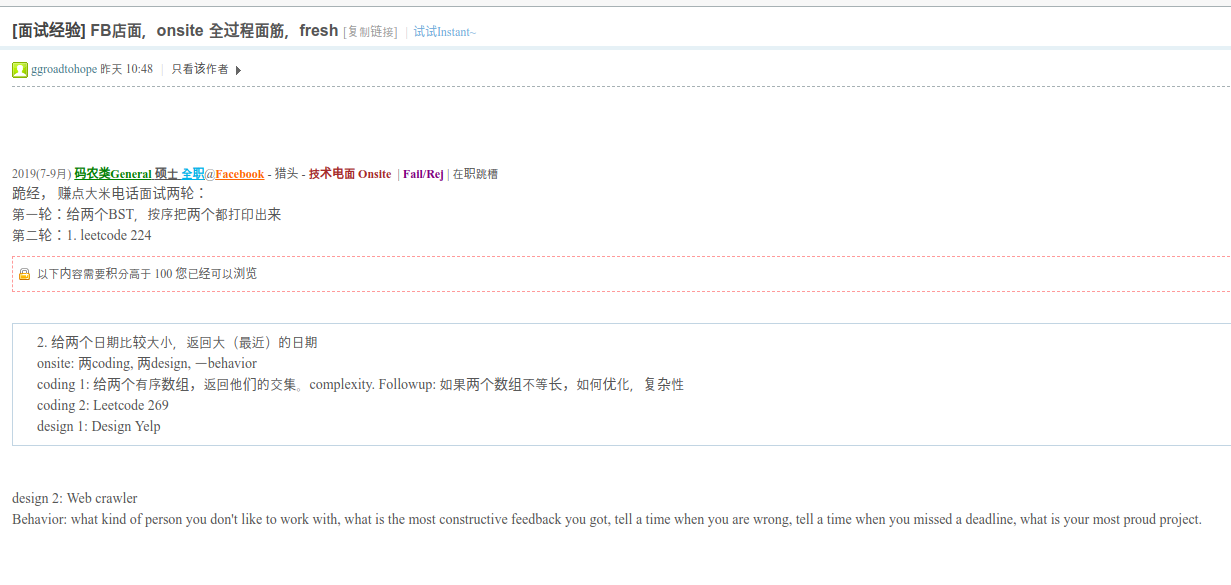 [面试经验] FB店面，onsite 全过程面筋，fresh [复制链接] | 试试Instant~
ggroadtohope 昨天 10:48 | 只看该作者
2019(7-9月) 码农类General 硕士 全职@Facebook - 猎头 - 技术电面 Onsite | Fail/Rej | 在职跳槽
跪经， 赚点大米电话面试两轮：
第一轮：给两个BST，按序把两个都打印出来
第二轮：1. leetcode 224
以下内容需要积分高于 100 您已经可以浏览
2. 给两个日期比较大小，返回大（最近）的日期
onsite: 两coding, 两design, 一behavior
coding 1: 给两个有序数组，返回他们的交集。complexity. Followup: 如果两个数组不等长，如何优化，复杂性
coding 2: Leetcode 269
design 1: Design Yelp
design 2: Web crawler
Behavior: what kind of person you don't like to work with, what is the most constructive feedback you got, tell a time when you are wrong, tell a time when you missed a deadline, what is your most proud project.